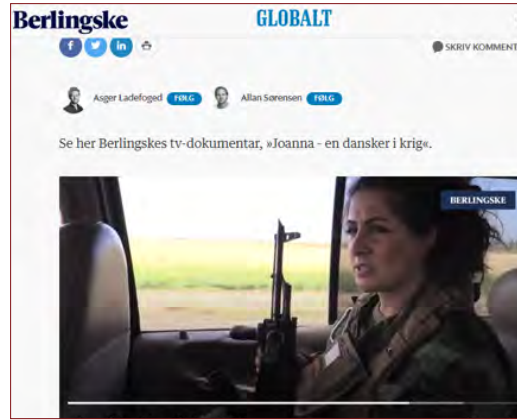 Berlingske
GLOBALT
f in
SKRIV KOMMENT
Asger Ladefoged FØLG Allan Sørensen FØLG
Se her Berlingskes tv-dokumentar, »Joanna - en dansker i krig«.
BERLINGSKE